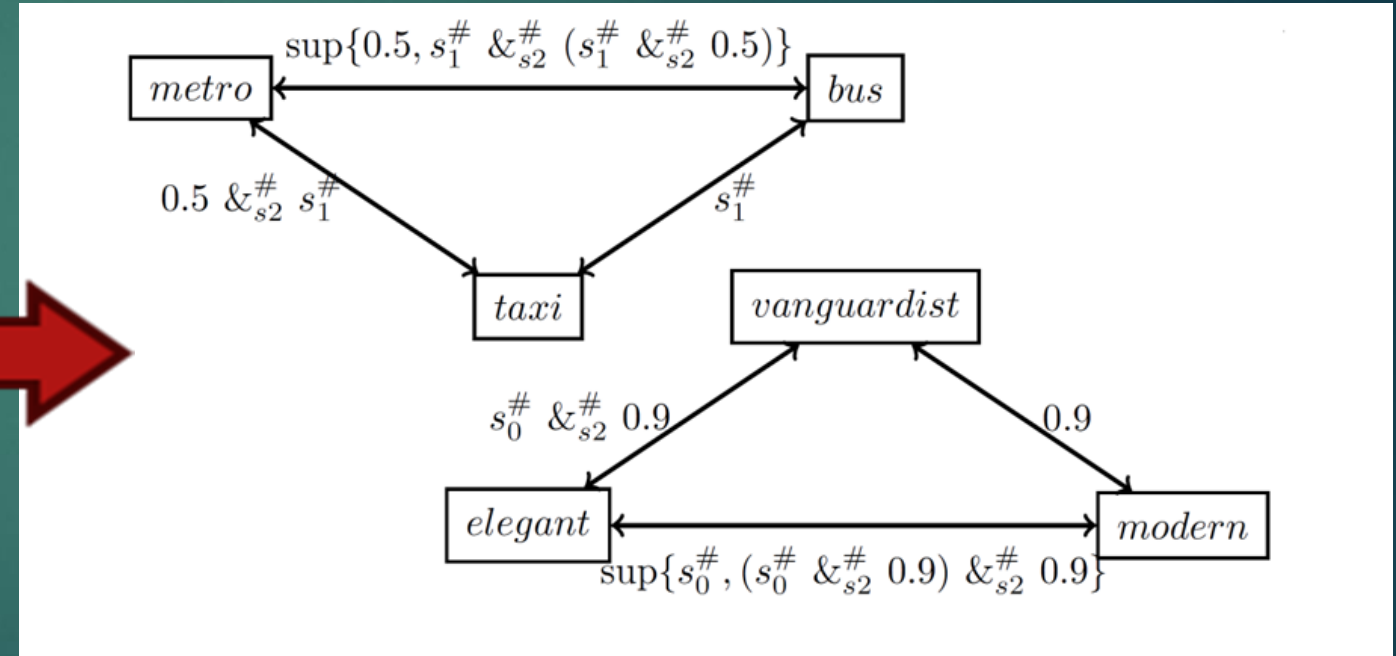 sup{0.5, s₁^# &ₛ₂^# (s₁^# &ₛ₂^# 0.5)}
metro
bus
0.5 &ₛ₂^# s₁^#
s₁^#
taxi
vanguardist
s₀^# &ₛ₂^# 0.9
0.9
elegant
modern
sup{s₀^#, (s₀^# &ₛ₂^# 0.9) &ₛ₂^# 0.9}